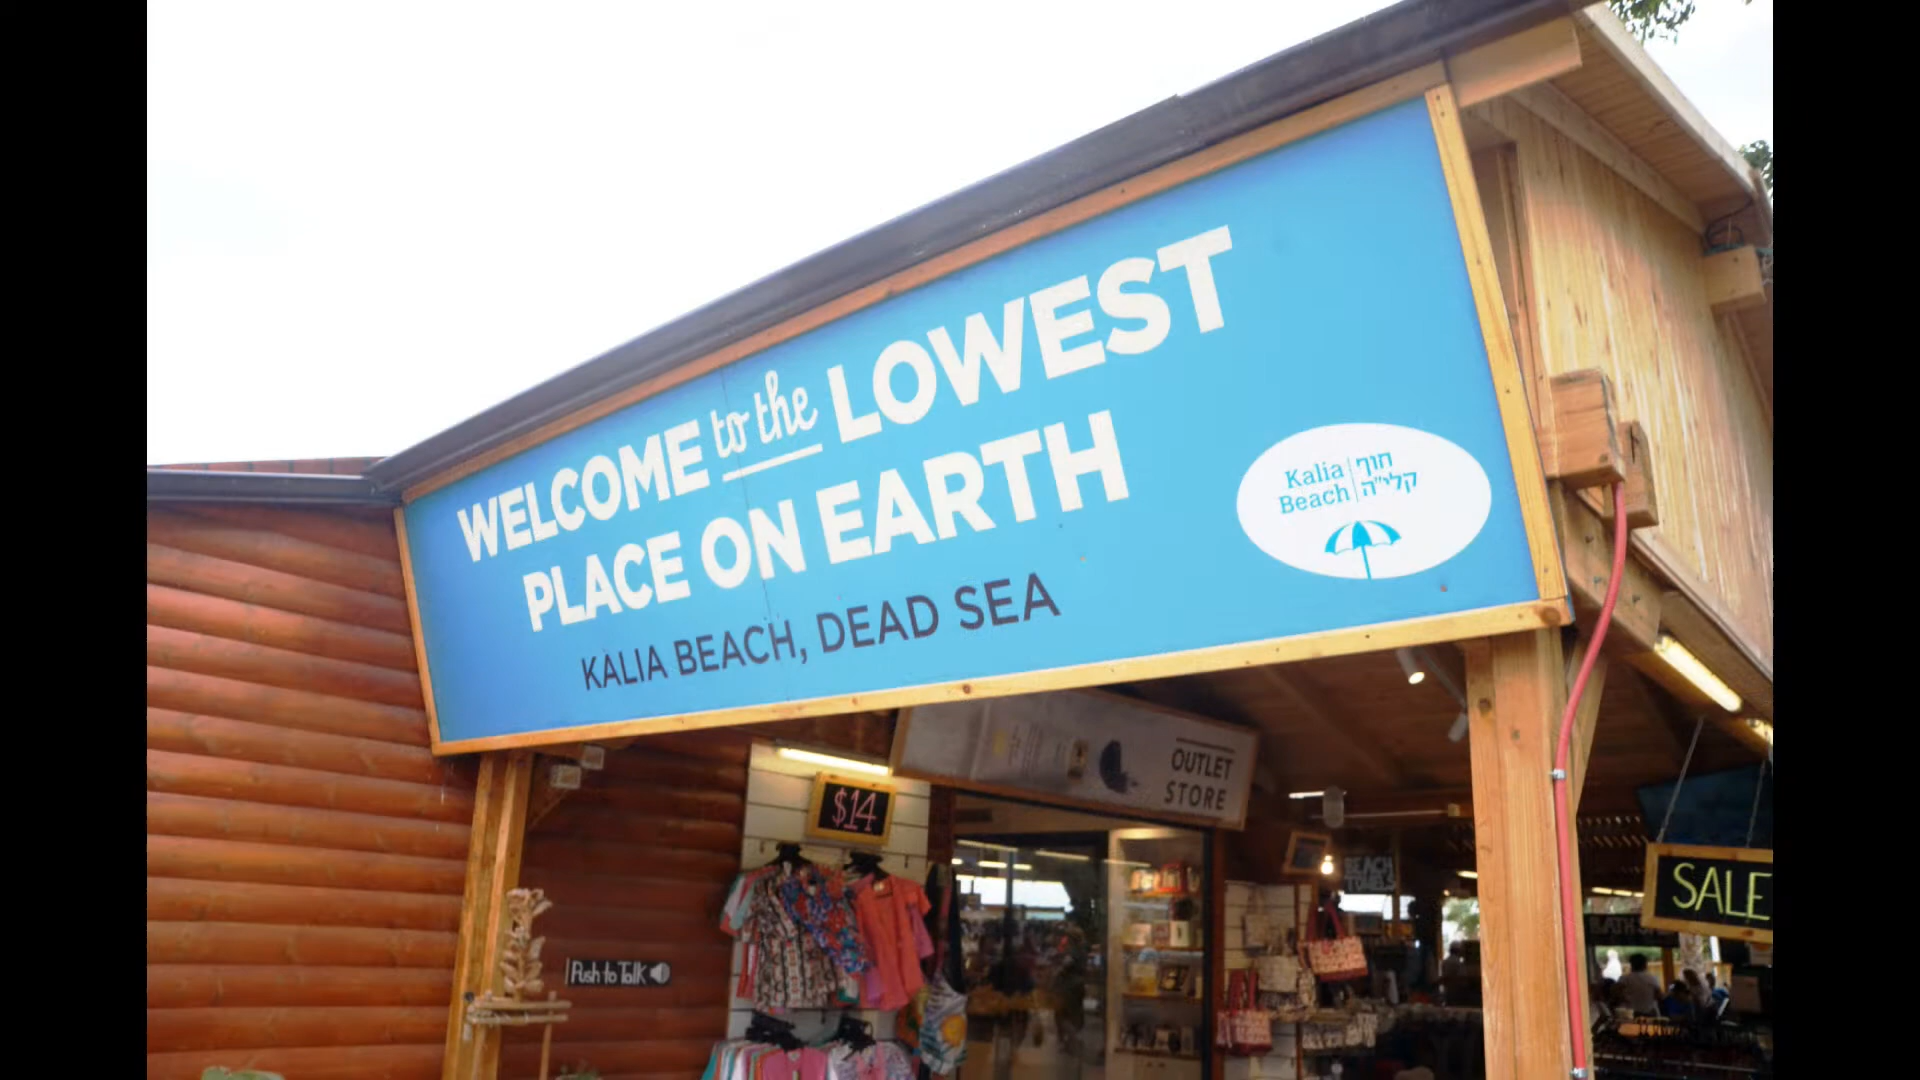 WELCOME to the LOWEST
PLACE ON EARTH
KALIA BEACH, DEAD SEA
Kalia
Beach
חוף
קלי"ה
OUTLET
STORE
$14
BEACH
SALE
Push to Talk